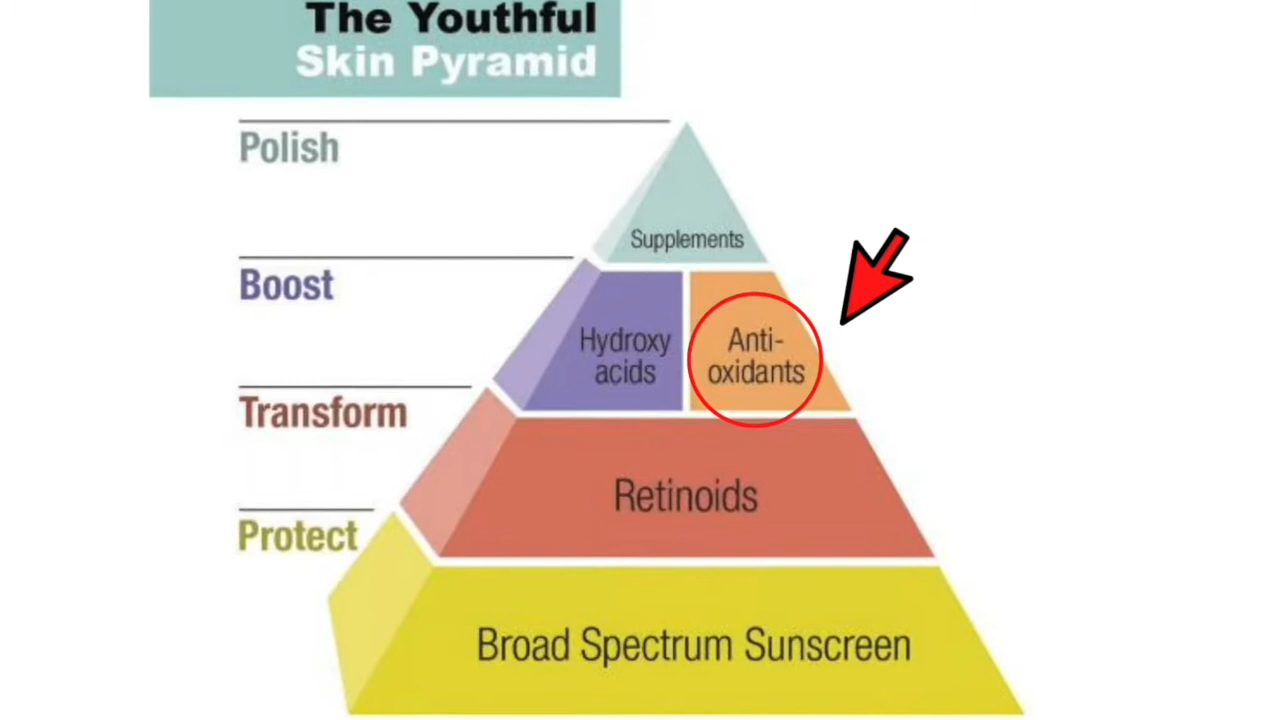 The Youthful
Skin Pyramid
Polish
Supplements
Boost
Hydroxy
acids
Anti-
oxidants
Transform
Retinoids
Protect
Broad Spectrum Sunscreen